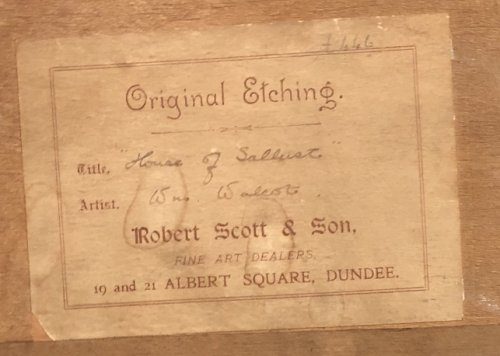 Original Etching.
Title, "House of Sallust"
Artist. Wm. Walcot.
Robert Scott & Son,
FINE ART DEALERS,
19 and 21 ALBERT SQUARE, DUNDEE.